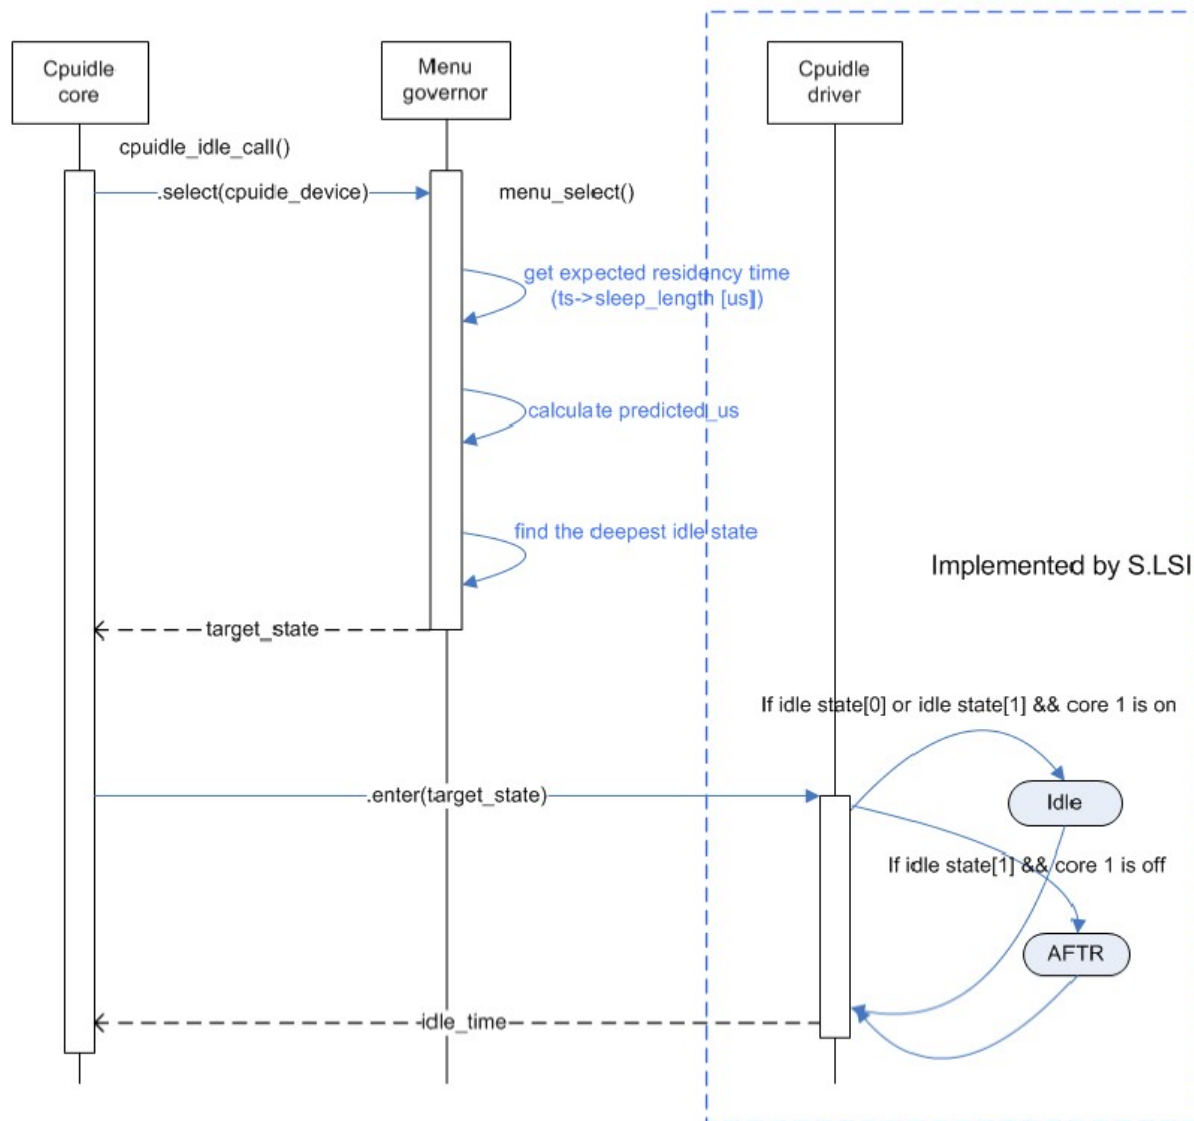 Cpuidle
core
Menu
governor
Cpuidle
driver
cpuidle_idle_call()
.select(cpuidle_device)
menu_select()
get expected residency time
(ts->sleep_length [us])
calculate predicted_us
find the deepest idle state
Implemented by S.LSI
target_state
If idle state[0] or idle state[1] && core 1 is on
.enter(target_state)
Idle
If idle state[1] && core 1 is off
AFTR
idle_time